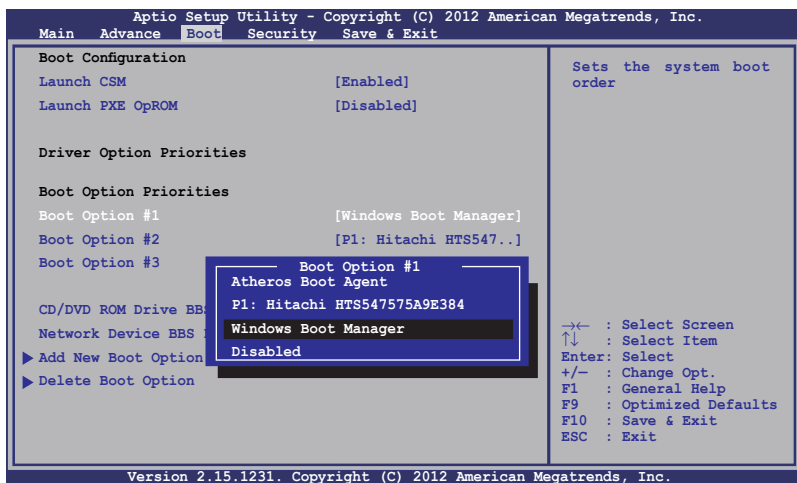 Aptio Setup Utility - Copyright (C) 2012 American Megatrends, Inc.
Main Advance Boot Security Save & Exit
Boot Configuration
Launch CSM [Enabled]
Launch PXE OpROM [Disabled]
Driver Option Priorities
Boot Option Priorities
Boot Option #1 [Windows Boot Manager]
Boot Option #2 [P1: Hitachi HTS547..]
Boot Option #3
CD/DVD ROM Drive BBS
Network Device BBS
Add New Boot Option
Delete Boot Option
Boot Option #1
Atheros Boot Agent
P1: Hitachi HTS547575A9E384
Windows Boot Manager
Disabled
Sets the system boot
order
→← : Select Screen
↑↓ : Select Item
Enter: Select
+/— : Change Opt.
F1 : General Help
F9 : Optimized Defaults
F10 : Save & Exit
ESC : Exit
Version 2.15.1231. Copyright (C) 2012 American Megatrends, Inc.